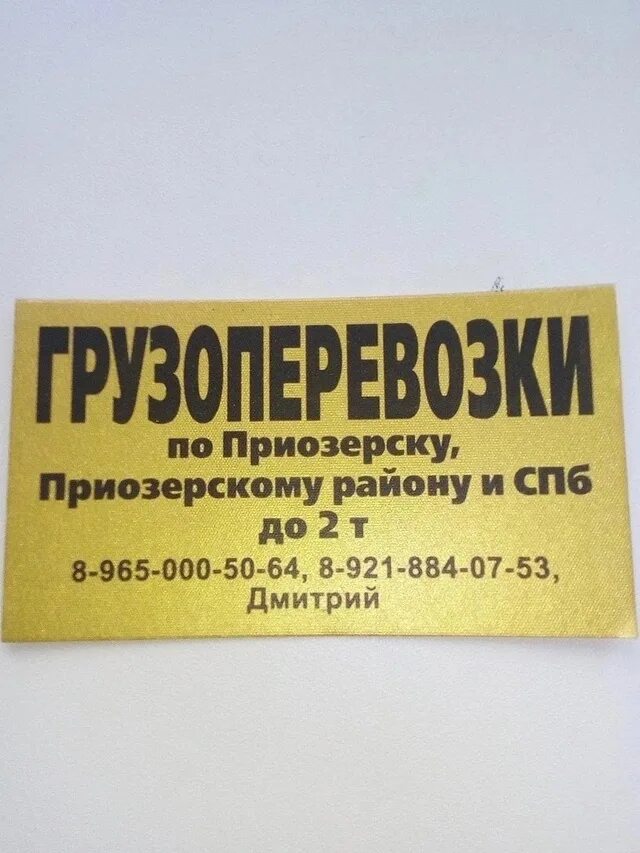 ГРУЗОПЕРЕВОЗКИ
по Приозерску,
Приозерскому району и СПб
до 2 т
8-965-000-50-64, 8-921-884-07-53,
Дмитрий